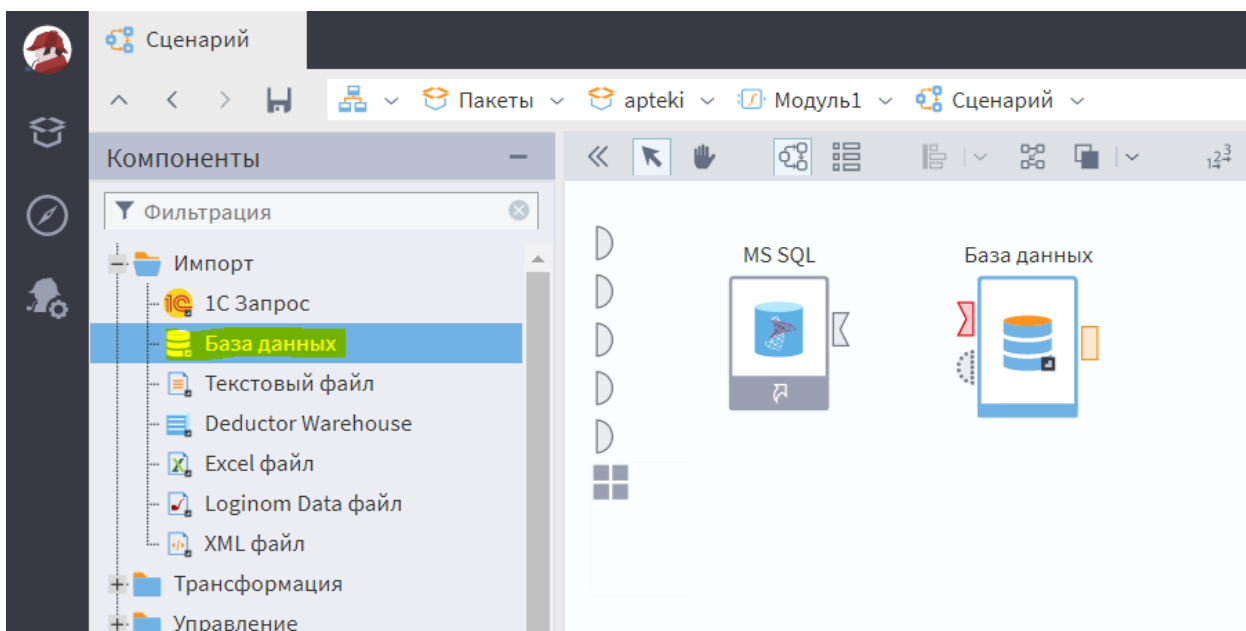 Сценарий
Пакеты apteki Модуль1 Сценарий
Компоненты
Фильтрация
Импорт
1С Запрос
База данных
Текстовый файл
Deductor Warehouse
Excel файл
Loginom Data файл
XML файл
Трансформация
Управление
MS SQL
База данных